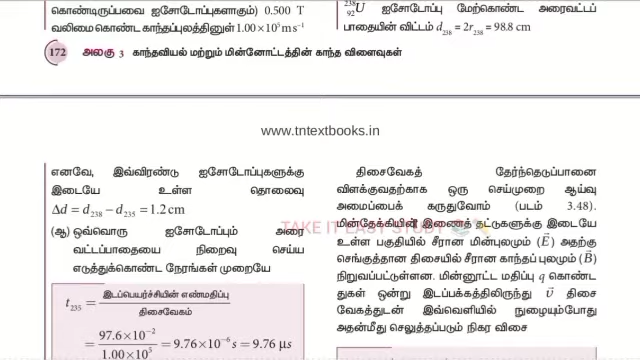 கொண்டிருப்பவை ஐசோடோப்புகளாகும்) 0.500 T
வலிமை கொண்ட காந்தப்புலத்தினுள் 1.00 × 10⁵ m s⁻¹
²³⁸₉₂U ஐசோடோப்பு மேற்கொண்ட அரைவட்டப்
பாதையின் விட்டம் d₂₃₈ = 2r₂₃₈ = 98.8 cm
172 அலகு 3 காந்தவியல் மற்றும் மின்னோட்டத்தின் காந்த விளைவுகள்
www.tntextbooks.in
எனவே, இவ்விரண்டு ஐசோடோப்புகளுக்கு
இடையே உள்ள தொலைவு
Δd = d₂₃₈ − d₂₃₅ = 1.2 cm
(ஆ) ஒவ்வொரு ஐசோடோப்பும் அரை
வட்டப்பாதையை நிறைவு செய்ய
எடுத்துக்கொண்ட நேரங்கள் முறையே
t₂₃₅ = இடப்பெயர்ச்சியின் எண்மதிப்பு / திசைவேகம்
= 97.6 × 10⁻² / 1.00 × 10⁵ = 9.76 × 10⁻⁶ s = 9.76 μs
திசைவேகத் தேர்ந்தெடுப்பானை
விளக்குவதற்காக ஒரு செய்முறை ஆய்வு
அமைப்பைக் கருதுவோம் (படம் 3.48).
மின்தேக்கியின் இணைத் தட்டுகளுக்கு இடையே
உள்ள பகுதியில் சீரான மின்புலமும் (E⃗) அதற்கு
செங்குத்தான திசையில் சீரான காந்தப் புலமும் (B⃗)
நிறுவப்பட்டுள்ளன. மின்னூட்ட மதிப்பு q கொண்ட
துகள் ஒன்று இடப்பக்கத்திலிருந்து v⃗ திசை
வேகத்துடன் இவ்வெளியில் நுழையும்போது
அதன்மீது செலுத்தப்படும் நிகர விசை
TAKE IT EASY STUDY